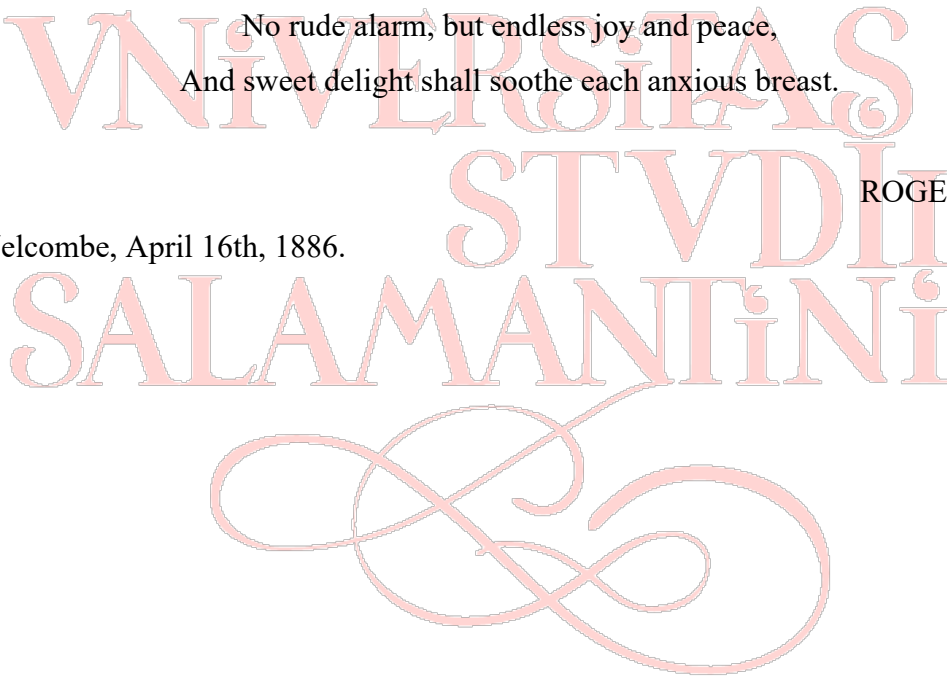 No rude alarm, but endless joy and peace,
And sweet delight shall soothe each anxious breast.
ROGE
elcombe, April 16th, 1886.
VNiVERSiTAS
STVDII
SALAMANTiNi